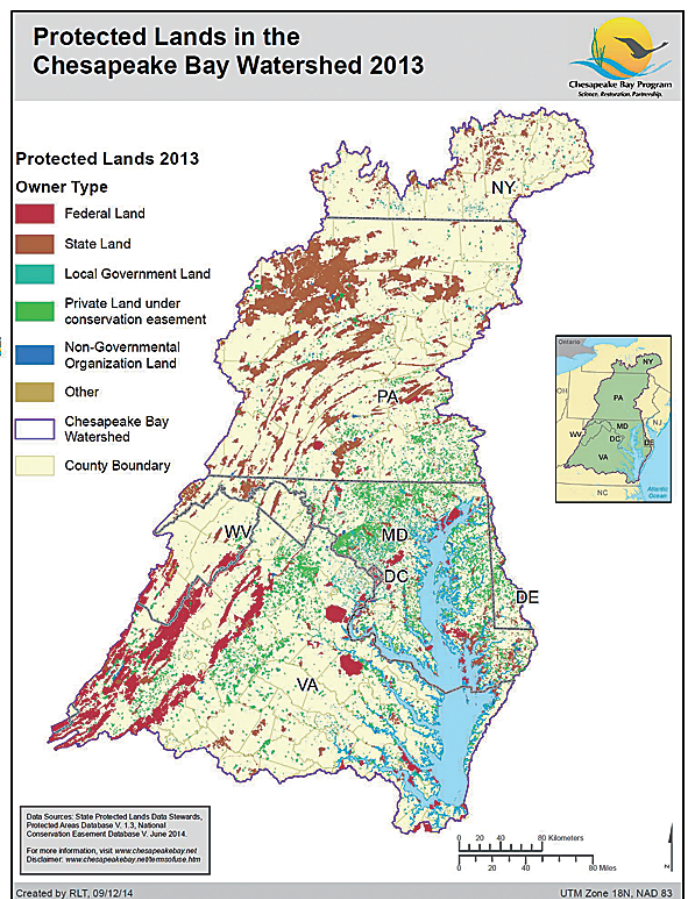 Protected Lands in the
Chesapeake Bay Watershed 2013
Chesapeake Bay Program
Science. Restoration. Partnership.
Protected Lands 2013
Owner Type
Federal Land
State Land
Local Government Land
Private Land under
conservation easement
Non-Governmental
Organization Land
Other
Chesapeake Bay
Watershed
County Boundary
NY
PA
WV
MD
DC
DE
VA
Ontario
NY
OH
PA
NJ
MD
WV
DC
DE
VA
NC
Atlantic
Ocean
Data Sources: State Protected Lands Data Stewards,
Protected Areas Database V. 1.3, National
Conservation Easement Database V. June 2014.
For more information, visit www.chesapeakebay.net
Disclaimer: www.chesapeakebay.net/termsofuse.htm
0 20 40 80 Kilometers
0 20 40 80 Miles
N
Created by RLT, 09/12/14
UTM Zone 18N, NAD 83